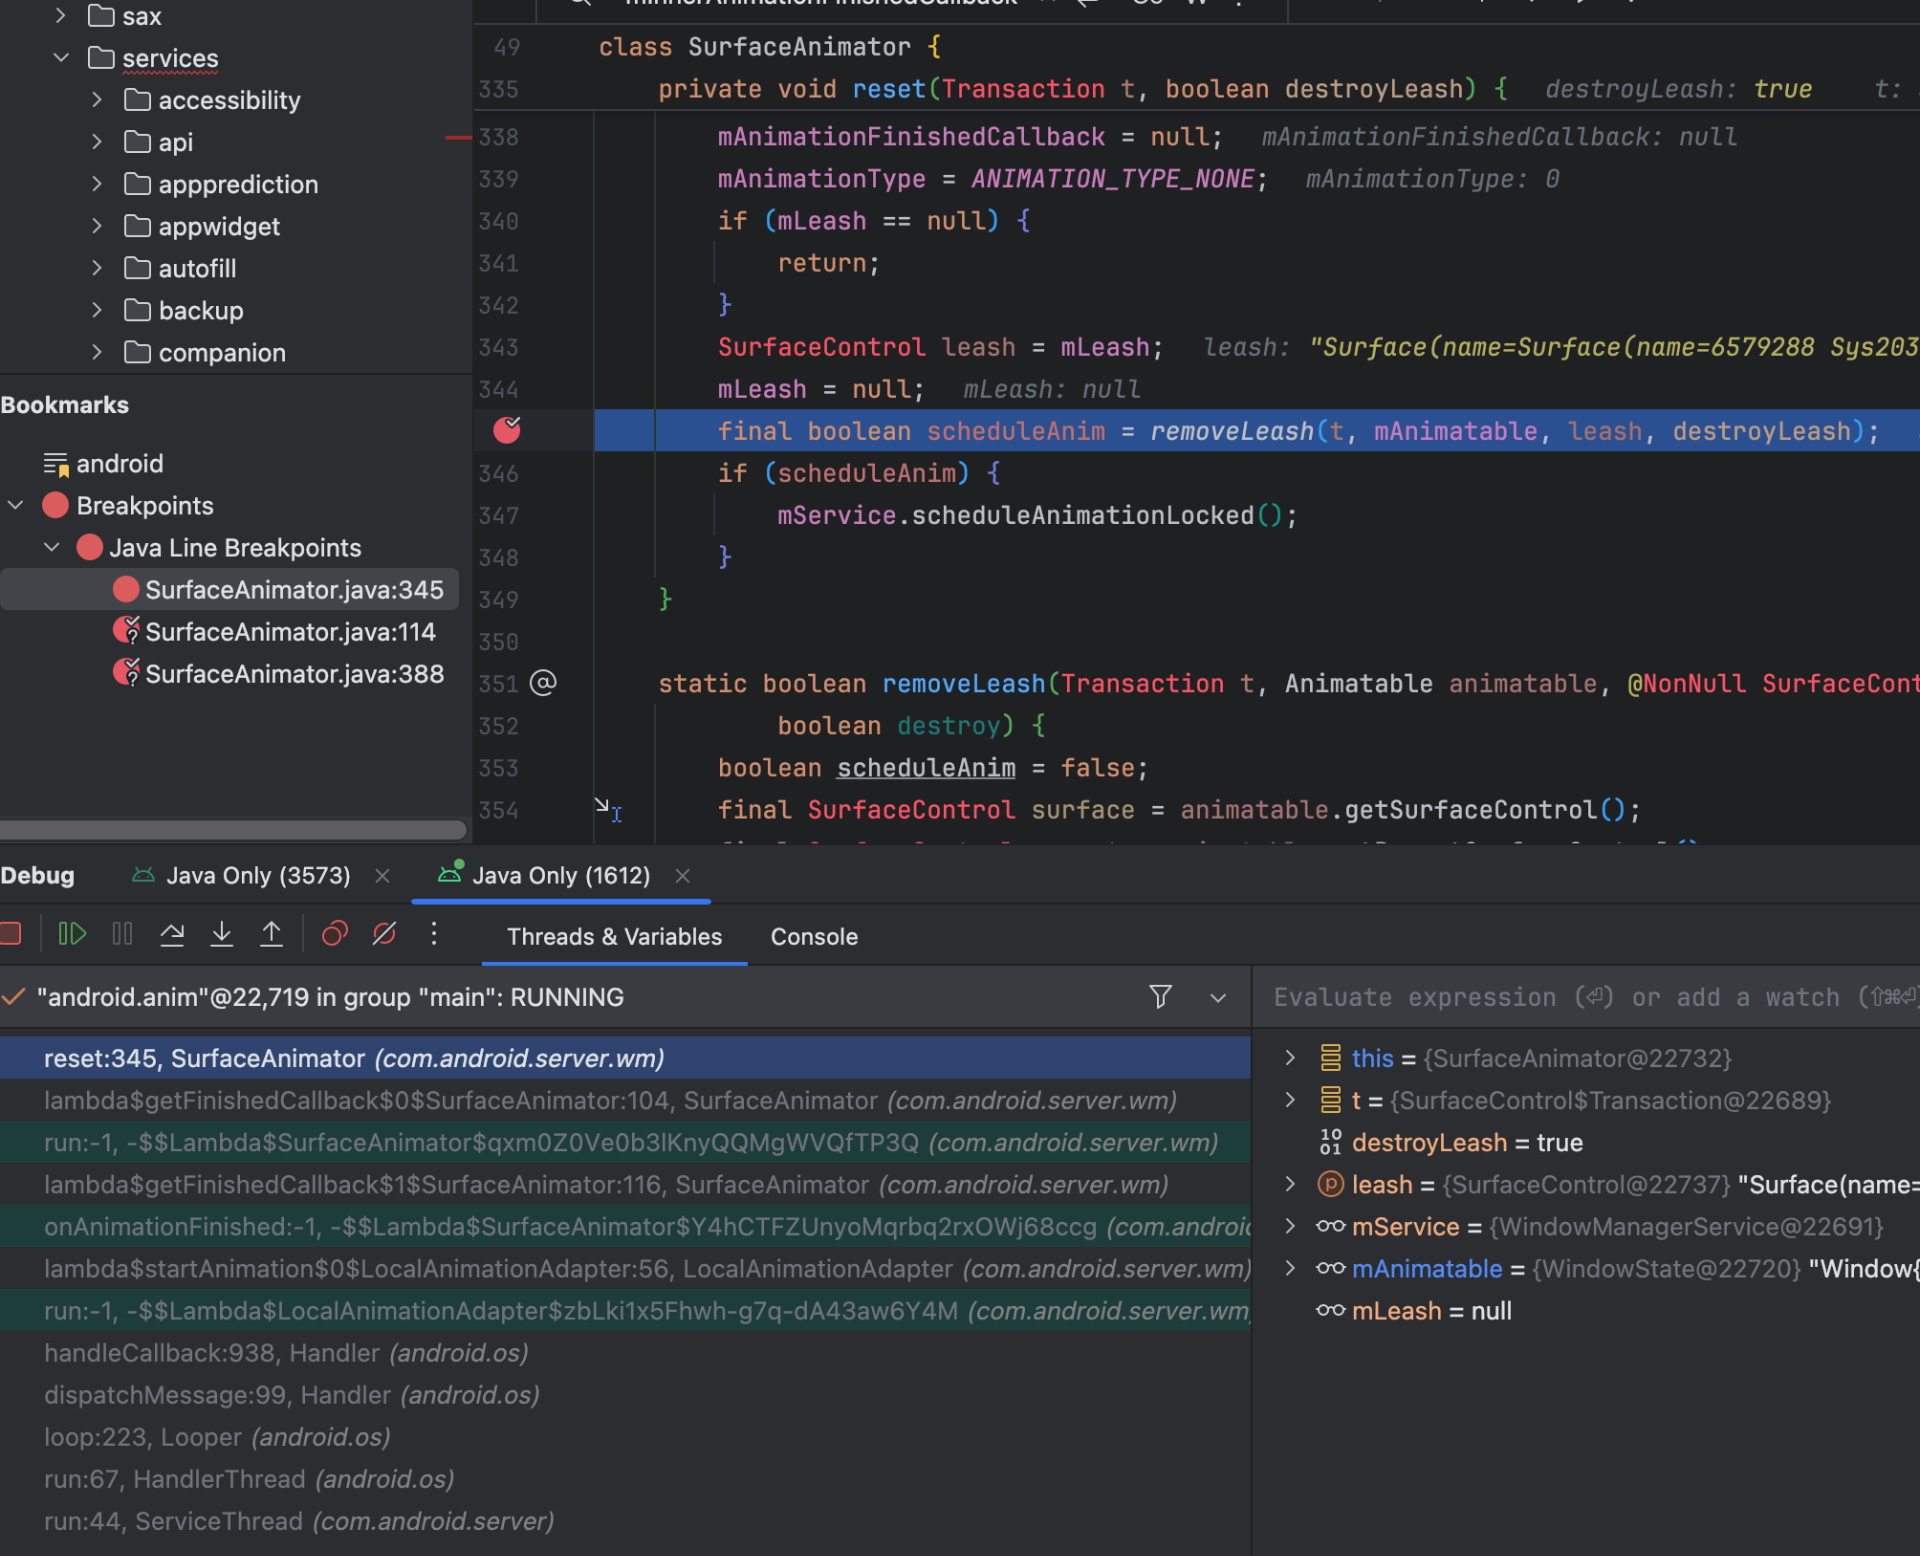 sax
services
accessibility
api
appprediction
appwidget
autofill
backup
companion
Bookmarks
android
Breakpoints
Java Line Breakpoints
SurfaceAnimator.java:345
SurfaceAnimator.java:114
SurfaceAnimator.java:388
49 class SurfaceAnimator {
335 private void reset(Transaction t, boolean destroyLeash) { destroyLeash: true t:
338 mAnimationFinishedCallback = null; mAnimationFinishedCallback: null
339 mAnimationType = ANIMATION_TYPE_NONE; mAnimationType: 0
340 if (mLeash == null) {
341 return;
342 }
343 SurfaceControl leash = mLeash; leash: "Surface(name=Surface(name=6579288 Sys203
344 mLeash = null; mLeash: null
final boolean scheduleAnim = removeLeash(t, mAnimatable, leash, destroyLeash);
346 if (scheduleAnim) {
347 mService.scheduleAnimationLocked();
348 }
349 }
350
351 @ static boolean removeLeash(Transaction t, Animatable animatable, @NonNull SurfaceCont
352 boolean destroy) {
353 boolean scheduleAnim = false;
354 final SurfaceControl surface = animatable.getSurfaceControl();
Debug Java Only (3573) Java Only (1612)
Threads & Variables Console
"android.anim"@22,719 in group "main": RUNNING
reset:345, SurfaceAnimator (com.android.server.wm)
lambda$getFinishedCallback$0$SurfaceAnimator:104, SurfaceAnimator (com.android.server.wm)
run:-1, -$$Lambda$SurfaceAnimator$qxm0Z0Ve0b3lKnyQQMgWVQfTP3Q (com.android.server.wm)
lambda$getFinishedCallback$1$SurfaceAnimator:116, SurfaceAnimator (com.android.server.wm)
onAnimationFinished:-1, -$$Lambda$SurfaceAnimator$Y4hCTFZUnyoMqrbq2rxOWj68ccg (com.android
lambda$startAnimation$0$LocalAnimationAdapter:56, LocalAnimationAdapter (com.android.server.wm)
run:-1, -$$Lambda$LocalAnimationAdapter$zbLki1x5Fhwh-g7q-dA43aw6Y4M (com.android.server.wm)
handleCallback:938, Handler (android.os)
dispatchMessage:99, Handler (android.os)
loop:223, Looper (android.os)
run:67, HandlerThread (android.os)
run:44, ServiceThread (com.android.server)
Evaluate expression (⏎) or add a watch (⇧⌘⏎)
this = {SurfaceAnimator@22732}
t = {SurfaceControl$Transaction@22689}
destroyLeash = true
leash = {SurfaceControl@22737} "Surface(name=
mService = {WindowManagerService@22691}
mAnimatable = {WindowState@22720} "Window{
mLeash = null